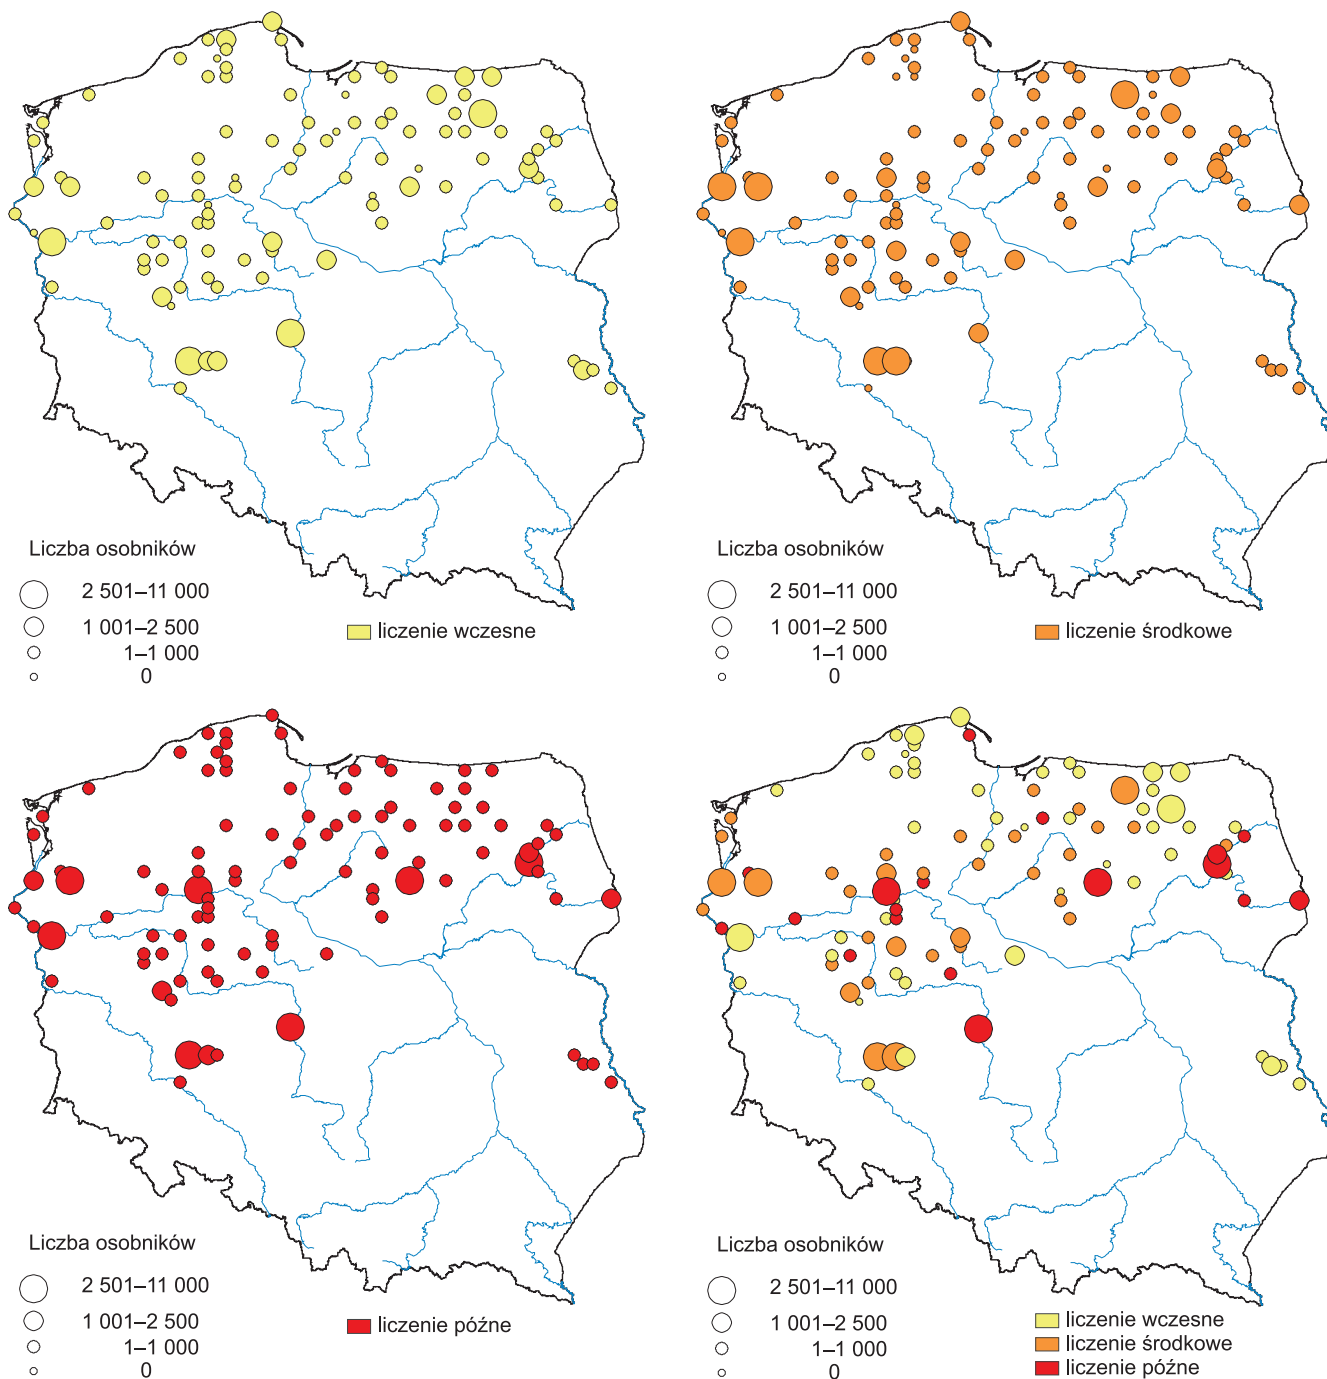 Liczba osobników
2 501–11 000
1 001–2 500
1–1 000
0
liczenie wczesne
Liczba osobników
2 501–11 000
1 001–2 500
1–1 000
0
liczenie środkowe
Liczba osobników
2 501–11 000
1 001–2 500
1–1 000
0
liczenie późne
Liczba osobników
2 501–11 000
1 001–2 500
1–1 000
0
liczenie wczesne
liczenie środkowe
liczenie późne